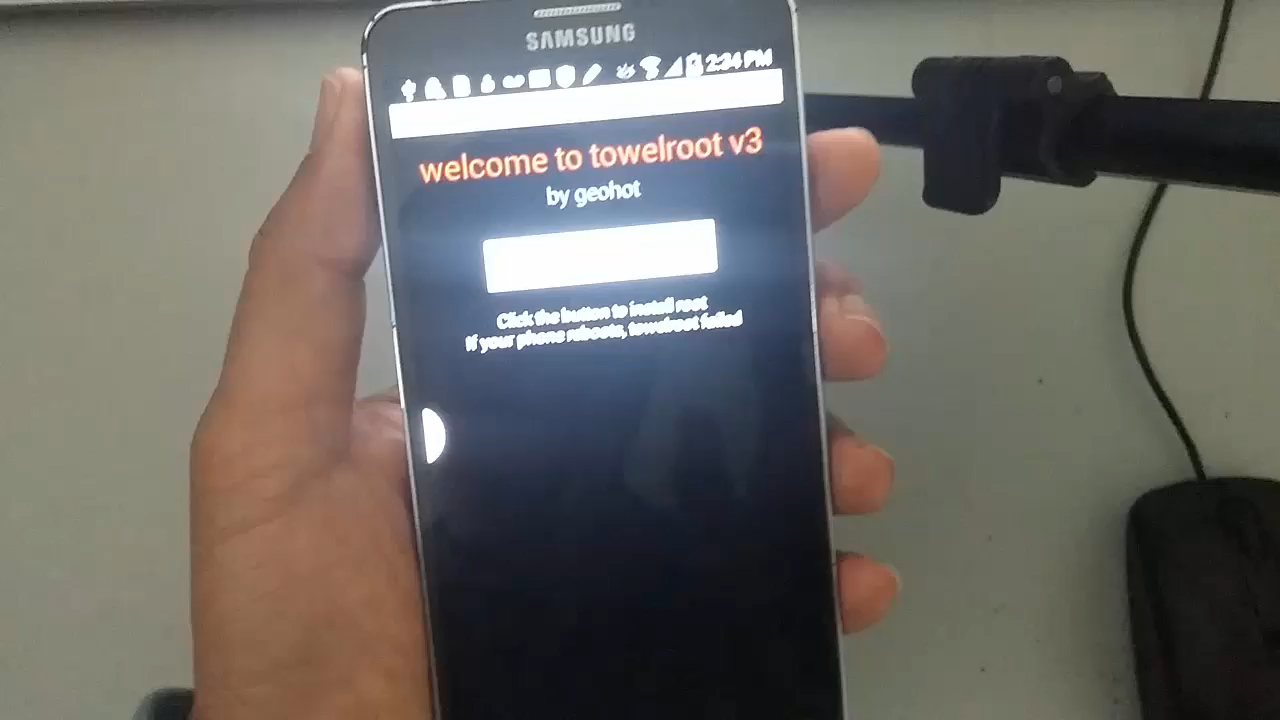 SAMSUNG
2:34 PM
welcome to towelroot v3
by geohot
Click the button to install root
If your phone reboots, towelroot failed